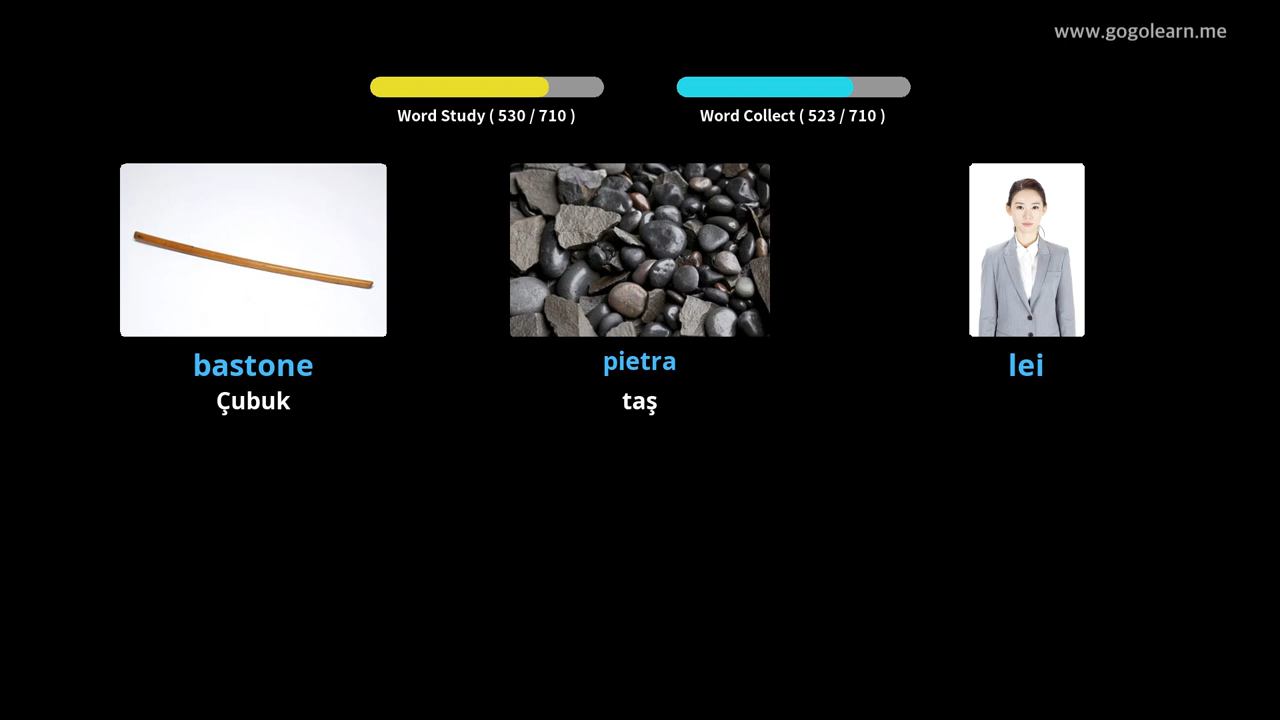 www.gogolearn.me
Word Study ( 530 / 710 )
Word Collect ( 523 / 710 )
bastone
Çubuk
pietra
taş
lei